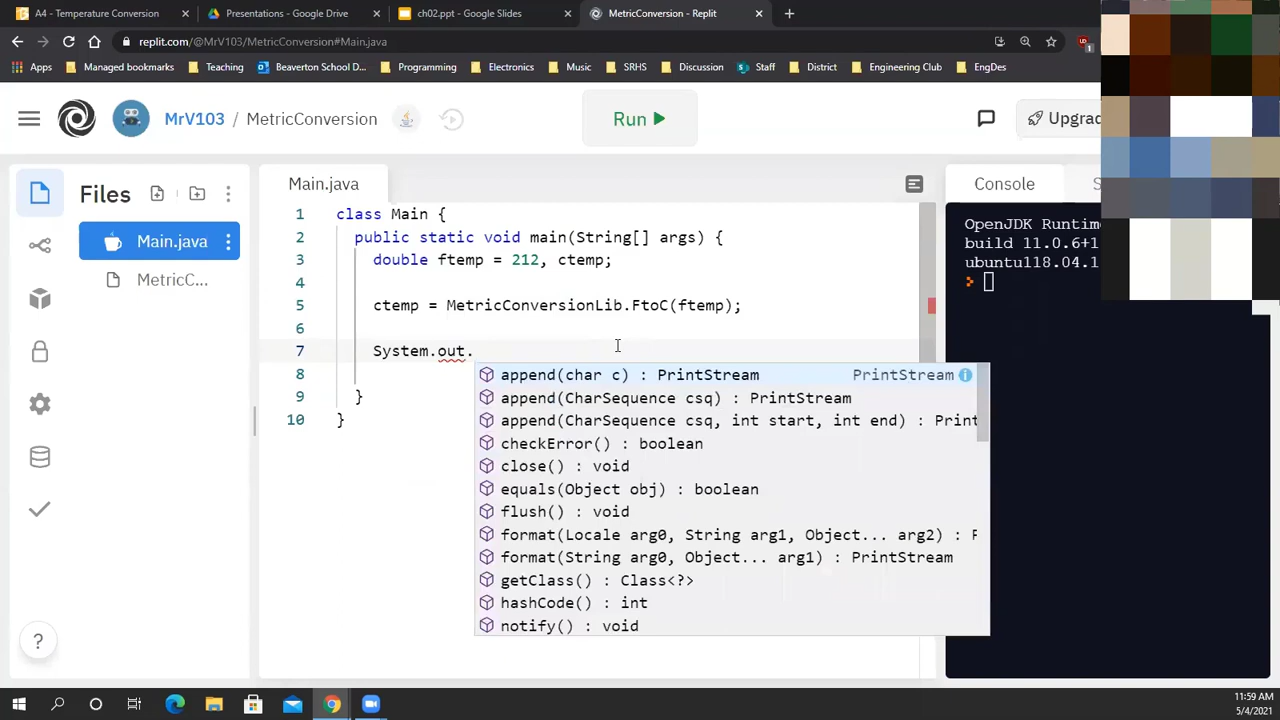 A4 - Temperature Conversion
Presentations - Google Drive
ch02.ppt - Google Slides
MetricConversion - Replit
replit.com/@MrV103/MetricConversion#Main.java
Apps
Managed bookmarks
Teaching
Beaverton School D...
Programming
Electronics
Music
SRHS
Discussion
Staff
District
Engineering Club
EngDes
MrV103 / MetricConversion
Run
Upgrad
Files
Main.java
MetricC...
Main.java
1 class Main {
2 public static void main(String[] args) {
3 double ftemp = 212, ctemp;
4
5 ctemp = MetricConversionLib.FtoC(ftemp);
6
7 System.out.
8
9 }
10 }
append(char c) : PrintStream PrintStream
append(CharSequence csq) : PrintStream
append(CharSequence csq, int start, int end) : Print
checkError() : boolean
close() : void
equals(Object obj) : boolean
flush() : void
format(Locale arg0, String arg1, Object... arg2) : P
format(String arg0, Object... arg1) : PrintStream
getClass() : Class<?>
hashCode() : int
notify() : void
Console
S
OpenJDK Runtime
build 11.0.6+1
ubuntu118.04.1
>
?
11:59 AM
5/4/2021